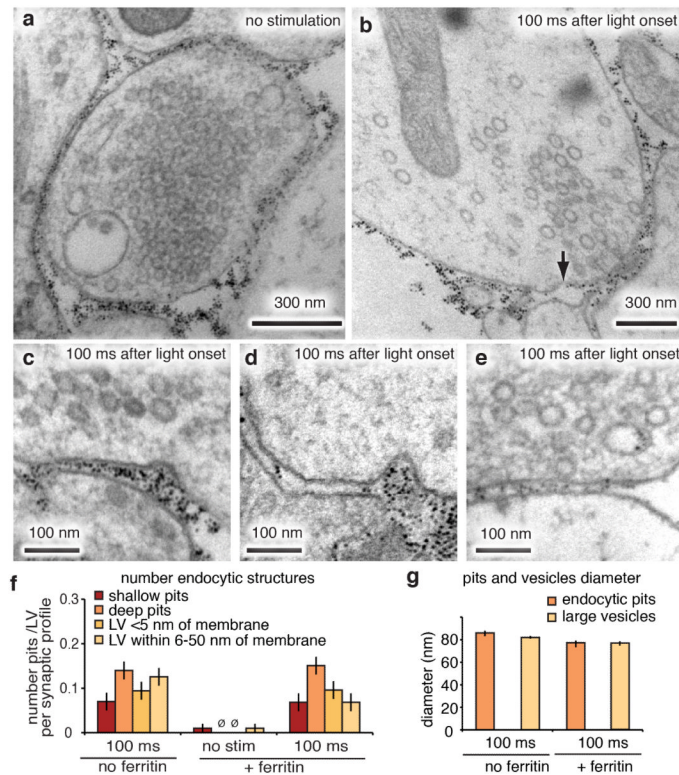 a
no stimulation
b
100 ms after light onset
300 nm
300 nm
c
100 ms after light onset
d
100 ms after light onset
e
100 ms after light onset
100 nm
100 nm
100 nm
f
number endocytic structures
shallow pits
deep pits
LV <5 nm of membrane
LV within 6-50 nm of membrane
number pits /LV
per synaptic profile
0.3
0.2
0.1
0
ø ø
100 ms
no stim
100 ms
no ferritin
+ ferritin
g
pits and vesicles diameter
endocytic pits
large vesicles
diameter (nm)
80
60
40
20
0
100 ms
100 ms
no ferritin
+ ferritin